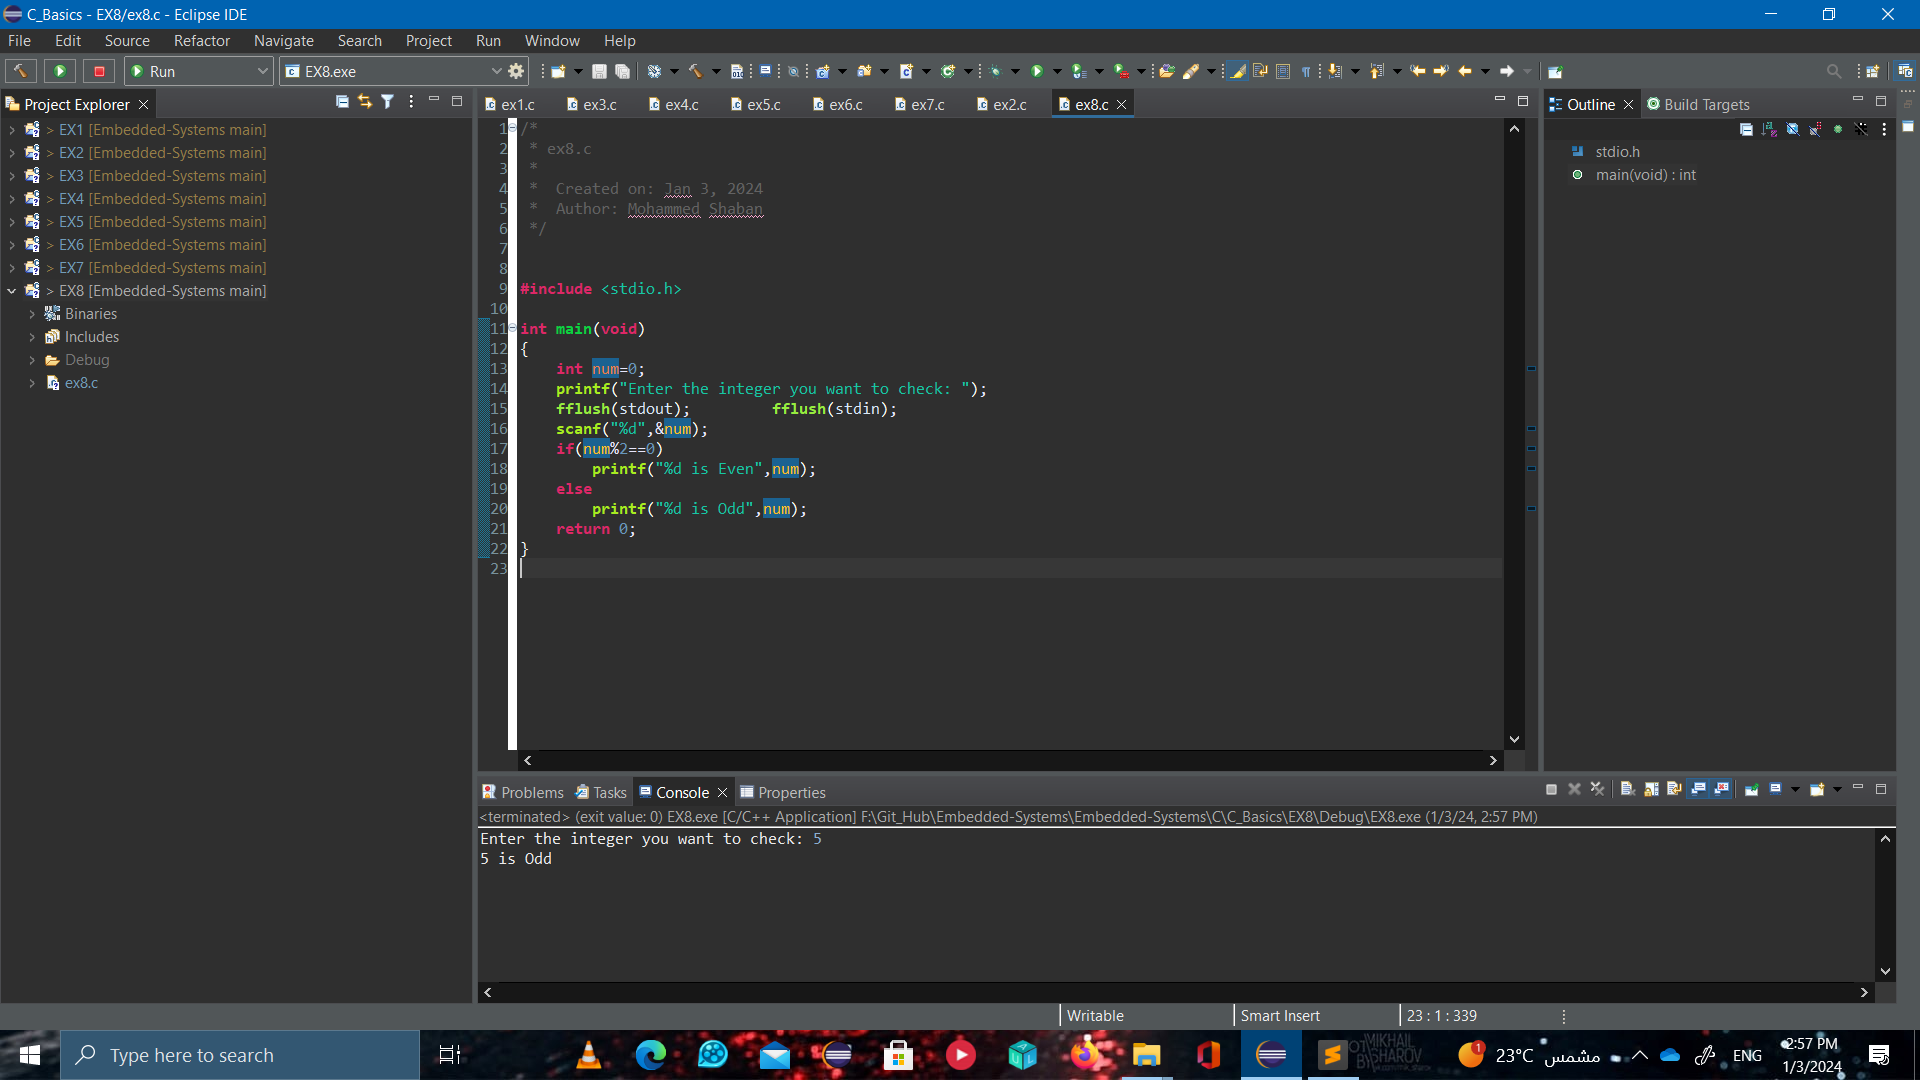 C_Basics - EX8/ex8.c - Eclipse IDE
File Edit Source Refactor Navigate Search Project Run Window Help
Run
EX8.exe
Project Explorer
> EX1 [Embedded-Systems main]
> EX2 [Embedded-Systems main]
> EX3 [Embedded-Systems main]
> EX4 [Embedded-Systems main]
> EX5 [Embedded-Systems main]
> EX6 [Embedded-Systems main]
> EX7 [Embedded-Systems main]
> EX8 [Embedded-Systems main]
Binaries
Includes
Debug
ex8.c
ex1.c ex3.c ex4.c ex5.c ex6.c ex7.c ex2.c ex8.c
1 /*
2  * ex8.c
3  *
4  *  Created on: Jan 3, 2024
5  *  Author: Mohammed Shaban
6  */
7
8
9 #include <stdio.h>
10
11 int main(void)
12 {
13     int num=0;
14     printf("Enter the integer you want to check: ");
15     fflush(stdout);         fflush(stdin);
16     scanf("%d",&num);
17     if(num%2==0)
18         printf("%d is Even",num);
19     else
20         printf("%d is Odd",num);
21     return 0;
22 }
23
Outline Build Targets
stdio.h
main(void) : int
Problems Tasks Console Properties
<terminated> (exit value: 0) EX8.exe [C/C++ Application] F:\Git_Hub\Embedded-Systems\Embedded-Systems\C\C_Basics\EX8\Debug\EX8.exe (1/3/24, 2:57 PM)
Enter the integer you want to check: 5
5 is Odd
Writable Smart Insert 23 : 1 : 339
Type here to search
MIKHAIL
SHAROV
1
23°C مشمس
ENG
2:57 PM
1/3/2024